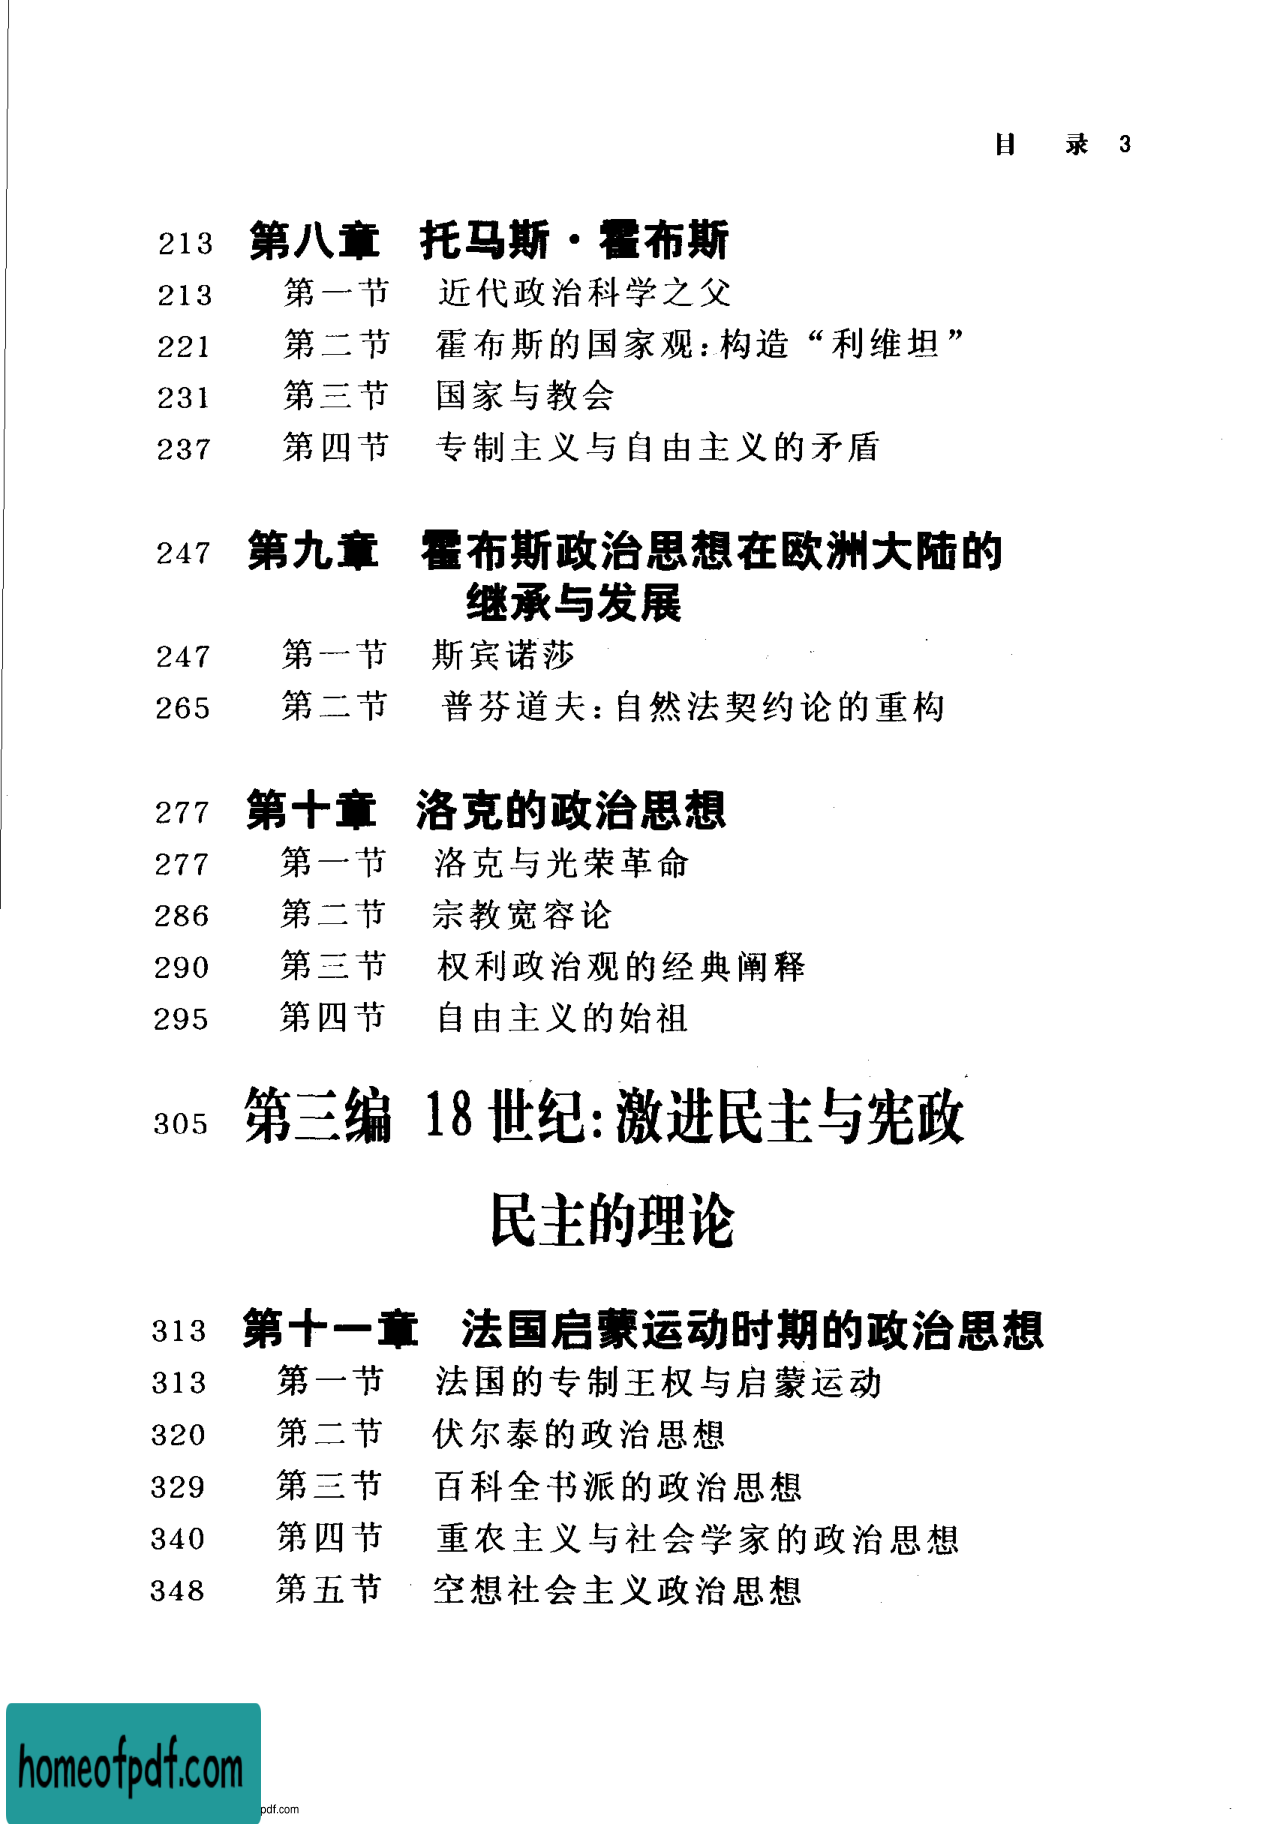 目 录 3
213 第八章 托马斯·霍布斯
213 第一节 近代政治科学之父
221 第二节 霍布斯的国家观:构造“利维坦”
231 第三节 国家与教会
237 第四节 专制主义与自由主义的矛盾
247 第九章 霍布斯政治思想在欧洲大陆的
继承与发展
247 第一节 斯宾诺莎
265 第二节 普芬道夫:自然法契约论的重构
277 第十章 洛克的政治思想
277 第一节 洛克与光荣革命
286 第二节 宗教宽容论
290 第三节 权利政治观的经典阐释
295 第四节 自由主义的始祖
305 第三编 18世纪:激进民主与宪政
民主的理论
313 第十一章 法国启蒙运动时期的政治思想
313 第一节 法国的专制王权与启蒙运动
320 第二节 伏尔泰的政治思想
329 第三节 百科全书派的政治思想
340 第四节 重农主义与社会学家的政治思想
348 第五节 空想社会主义政治思想
homeofpdf.com
pdf.com